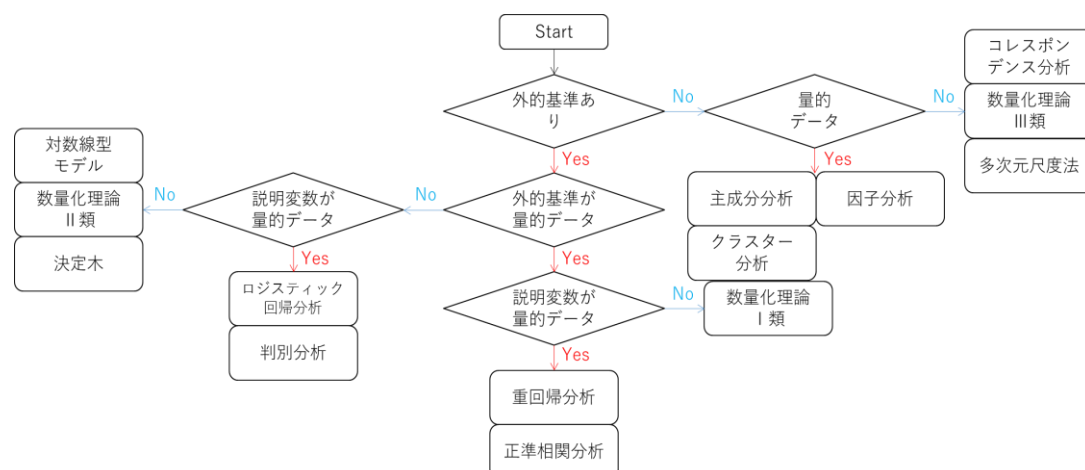 Start
外的基準あ
り
No
量的
データ
No
コレスポン
デンス分析
数量化理論
Ⅲ類
多次元尺度法
Yes
Yes
主成分分析
因子分析
クラスター
分析
外的基準が
量的データ
No
説明変数が
量的データ
No
対数線型
モデル
数量化理論
Ⅱ類
決定木
Yes
ロジスティック
回帰分析
判別分析
Yes
説明変数が
量的データ
No
数量化理論
Ⅰ類
Yes
重回帰分析
正準相関分析